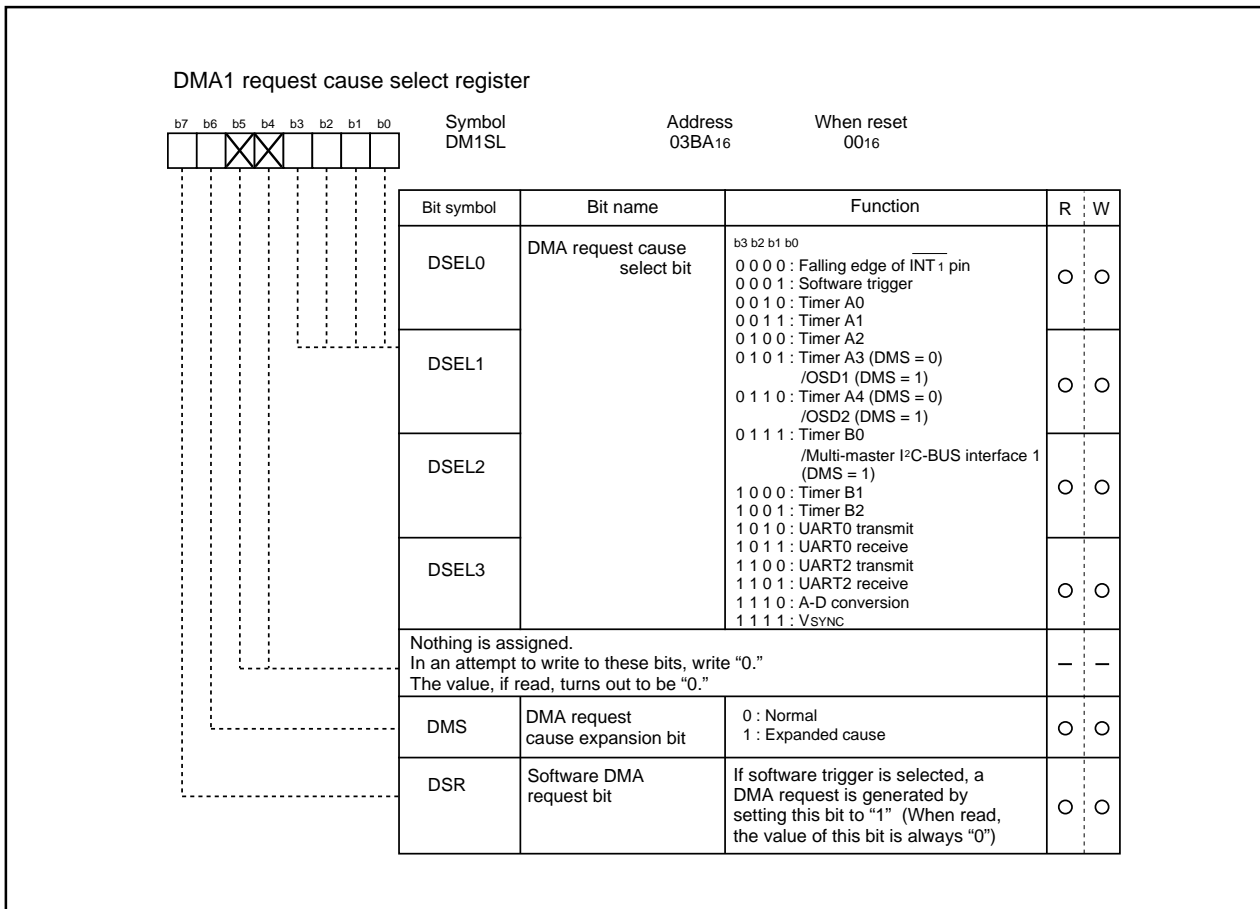 DMA1 request cause select register
b7 b6 b5 b4 b3 b2 b1 b0
Symbol Address When reset
DM1SL 03BA16 0016
Bit symbol Bit name Function R W
DSEL0
DMA request cause
select bit
b3 b2 b1 b0
0 0 0 0 : Falling edge of INT1 pin
0 0 0 1 : Software trigger
0 0 1 0 : Timer A0
0 0 1 1 : Timer A1
0 1 0 0 : Timer A2
0 1 0 1 : Timer A3 (DMS = 0)
/OSD1 (DMS = 1)
0 1 1 0 : Timer A4 (DMS = 0)
/OSD2 (DMS = 1)
0 1 1 1 : Timer B0
/Multi-master I2C-BUS interface 1
(DMS = 1)
1 0 0 0 : Timer B1
1 0 0 1 : Timer B2
1 0 1 0 : UART0 transmit
1 0 1 1 : UART0 receive
1 1 0 0 : UART2 transmit
1 1 0 1 : UART2 receive
1 1 1 0 : A-D conversion
1 1 1 1 : VSYNC
DSEL1
DSEL2
DSEL3
Nothing is assigned.
In an attempt to write to these bits, write “0.”
The value, if read, turns out to be “0.”
– –
DMS
DMA request
cause expansion bit
0 : Normal
1 : Expanded cause
DSR
Software DMA
request bit
If software trigger is selected, a
DMA request is generated by
setting this bit to “1” (When read,
the value of this bit is always “0”)